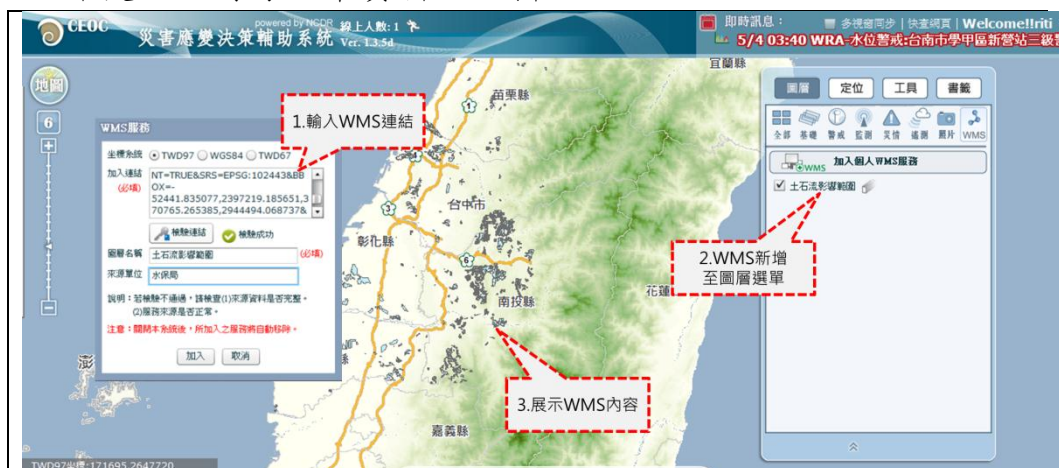 CEOC
powered by NCDR
災害應變決策輔助系統 Ver. 1.3.5d
線上人數: 1
即時訊息：
多視窗同步 | 快查網頁 | Welcome!!riti
5/4 03:40 WRA-水位警戒:台南市學甲區新營站三級
地圖
6
WMS服務
坐標系統 TWD97 WGS84 TWD67
加入連結
(必填)
NT=TRUE&SRS=EPSG:102443&BB
OX=-
52441.835077,2397219.185651,3
70765.265385,2944494.068737&
檢驗連結 檢驗成功
圖層名稱 土石流影響範圍 (必填)
來源單位 水保局
說明：若檢驗不通過，請檢查(1)來源資料是否完整。
(2)服務來源是否正常。
注意：關閉本系統後，所加入之服務將自動移除。
加入 取消
1.輸入WMS連結
宜蘭縣
苗栗縣
1
4
3
台中市
彰化縣
6
南投縣
花蓮
嘉義縣
澎
圖層 定位 工具 書籤
全部 基礎 警戒 監測 災情 遙測 照片 WMS
WMS 加入個人WMS服務
土石流影響範圍
2.WMS新增
至圖層選單
3.展示WMS內容
TWD97坐標:171695,2647720